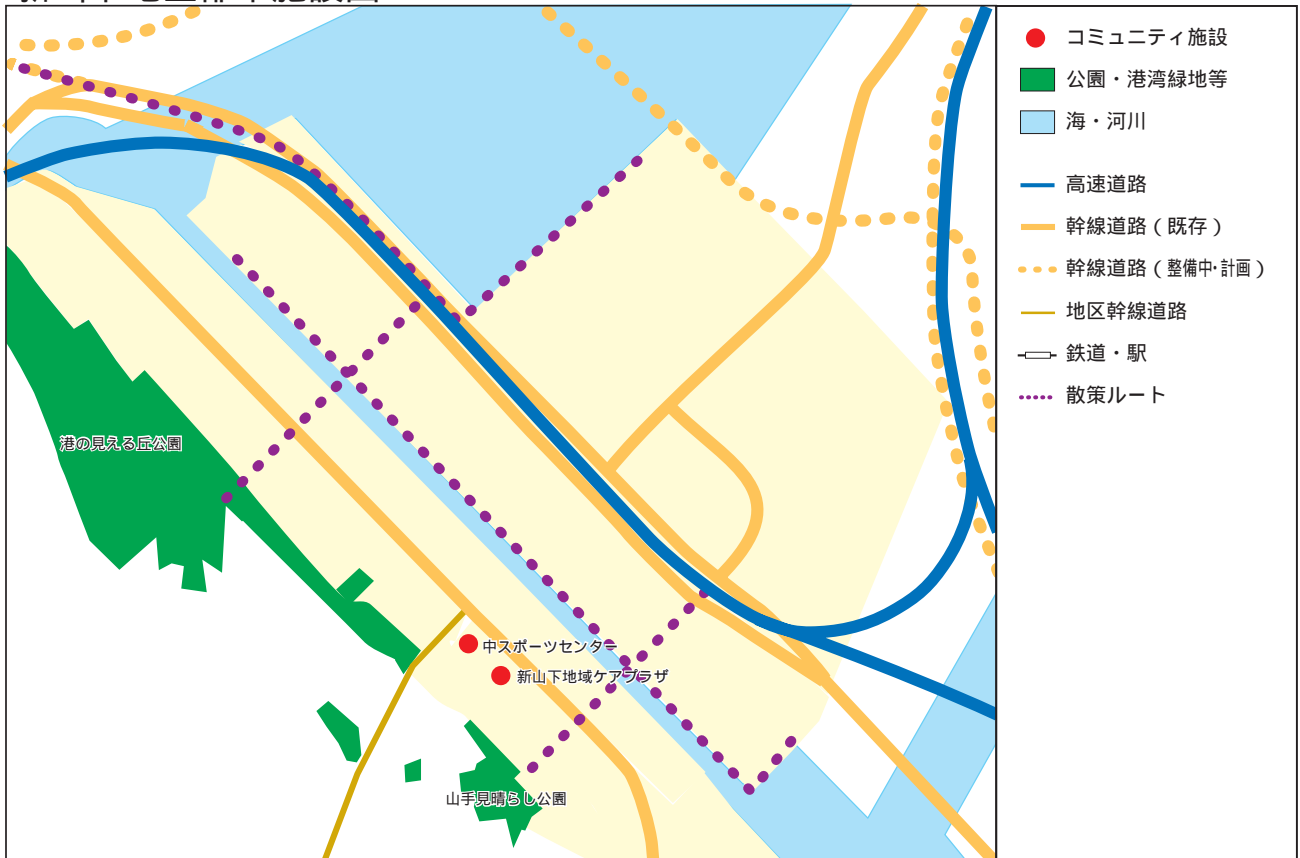 コミュニティ施設
公園・港湾緑地等
海・河川
高速道路
幹線道路（既存）
幹線道路（整備中・計画）
地区幹線道路
鉄道・駅
散策ルート
港の見える丘公園
中スポーツセンター
新山下地域ケアプラザ
山手見晴らし公園